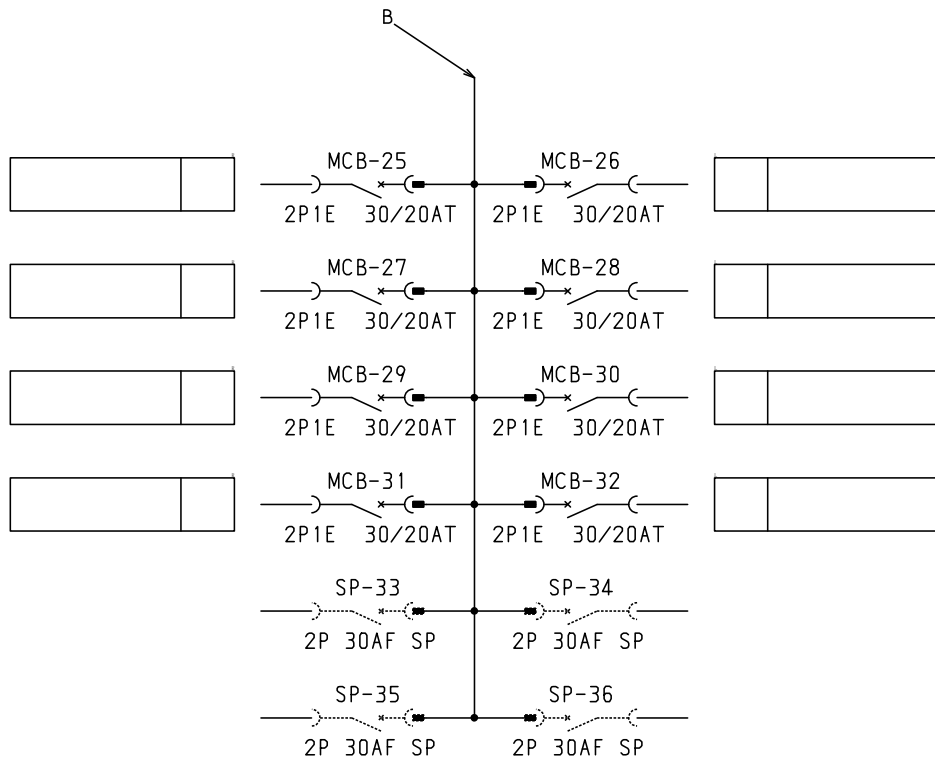 B
MCB-25 MCB-26
2P1E 30/20AT 2P1E 30/20AT
MCB-27 MCB-28
2P1E 30/20AT 2P1E 30/20AT
MCB-29 MCB-30
2P1E 30/20AT 2P1E 30/20AT
MCB-31 MCB-32
2P1E 30/20AT 2P1E 30/20AT
SP-33 SP-34
2P 30AF SP 2P 30AF SP
SP-35 SP-36
2P 30AF SP 2P 30AF SP